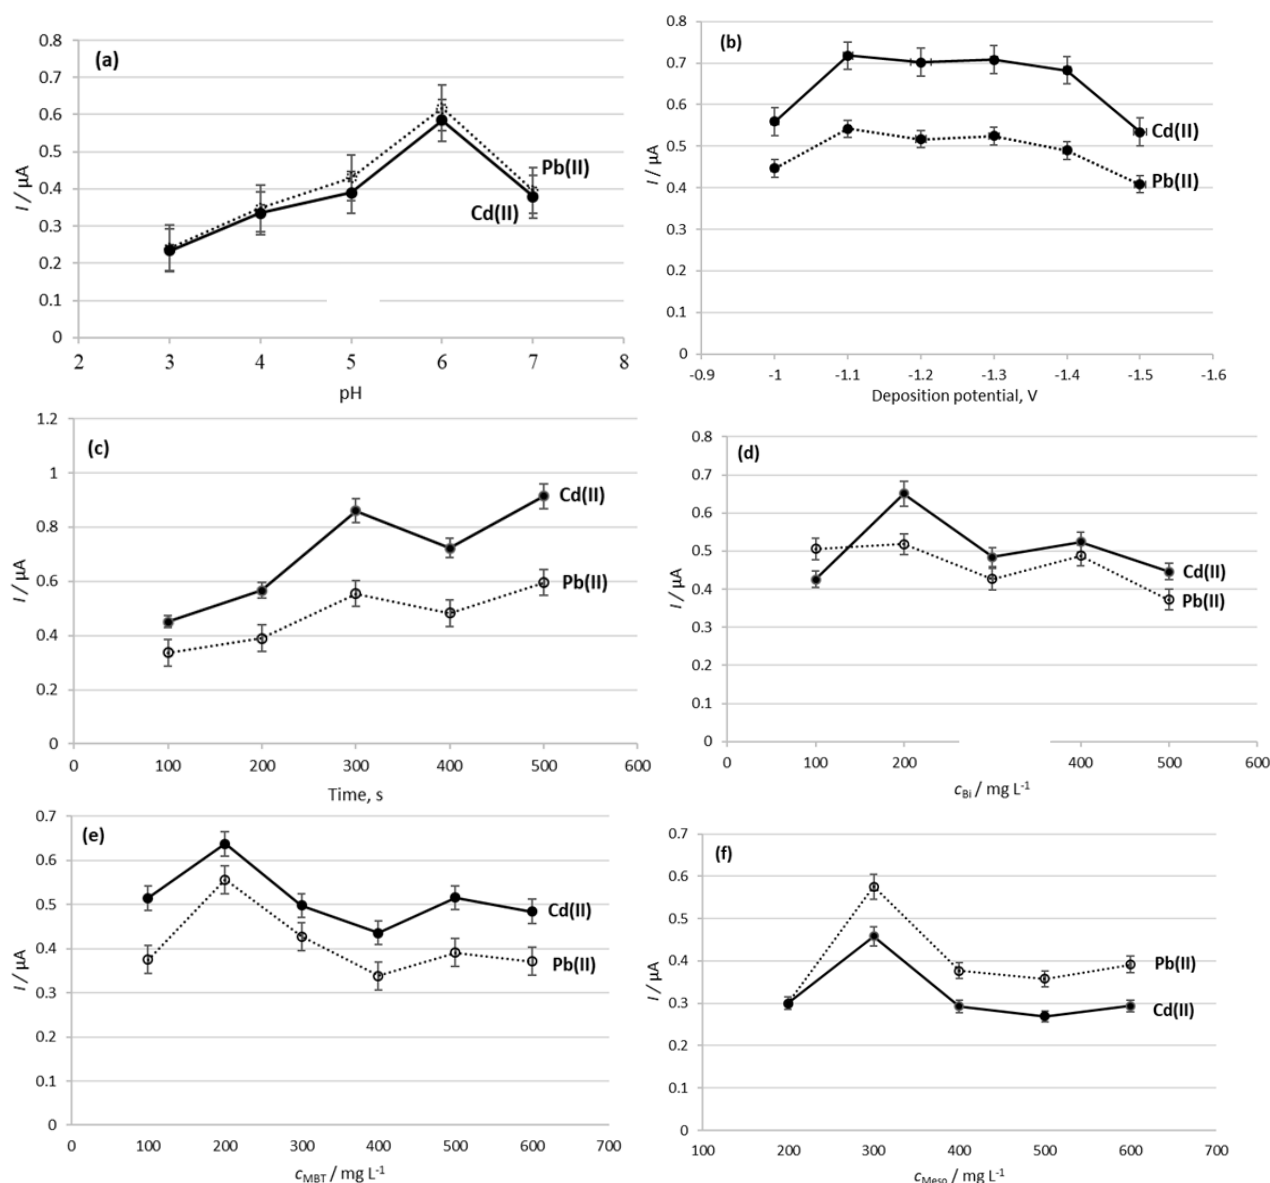 (a)
0.8
0.7
0.6
0.5
0.4
0.3
0.2
0.1
0
I / µA
Pb(II)
Cd(II)
2 3 4 5 6 7 8
pH
(b)
0.8
0.7
0.6
0.5
0.4
0.3
0.2
0.1
0
I / µA
Cd(II)
Pb(II)
-0.9 -1 -1.1 -1.2 -1.3 -1.4 -1.5 -1.6
Deposition potential, V
(c)
1.2
1
0.8
0.6
0.4
0.2
0
I / µA
Cd(II)
Pb(II)
0 100 200 300 400 500 600
Time, s
(d)
0.8
0.7
0.6
0.5
0.4
0.3
0.2
0.1
0
I / µA
Cd(II)
Pb(II)
0 100 200 400 500 600
cBi / mg L-1
(e)
0.7
0.6
0.5
0.4
0.3
0.2
0.1
0
I / µA
Cd(II)
Pb(II)
0 100 200 300 400 500 600 700
cMBT / mg L-1
(f)
0.7
0.6
0.5
0.4
0.3
0.2
0.1
0
I / µA
Pb(II)
Cd(II)
100 200 300 400 500 600 700
cMeso / mg L-1